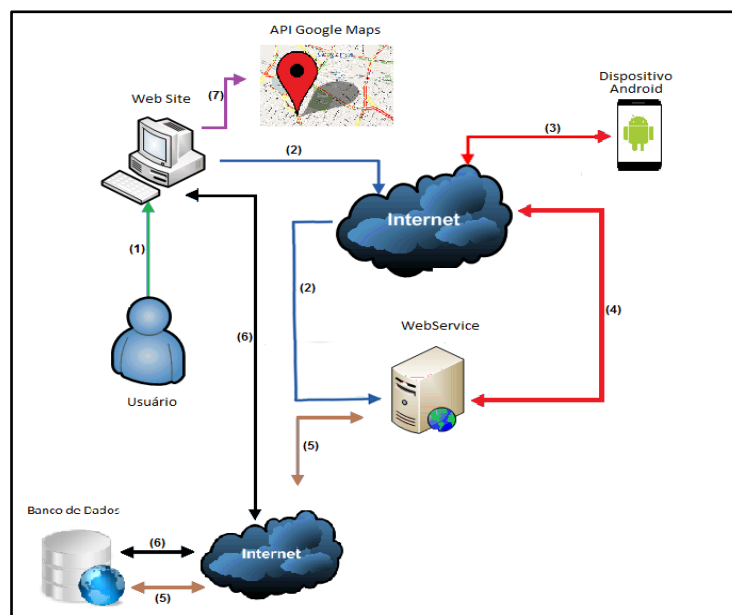 API Google Maps
Web Site
(7)
Dispositivo
Android
(2)
(3)
Internet
(1)
(2)
(6)
(4)
WebService
Usuário
(5)
Banco de Dados
(6)
Internet
(5)